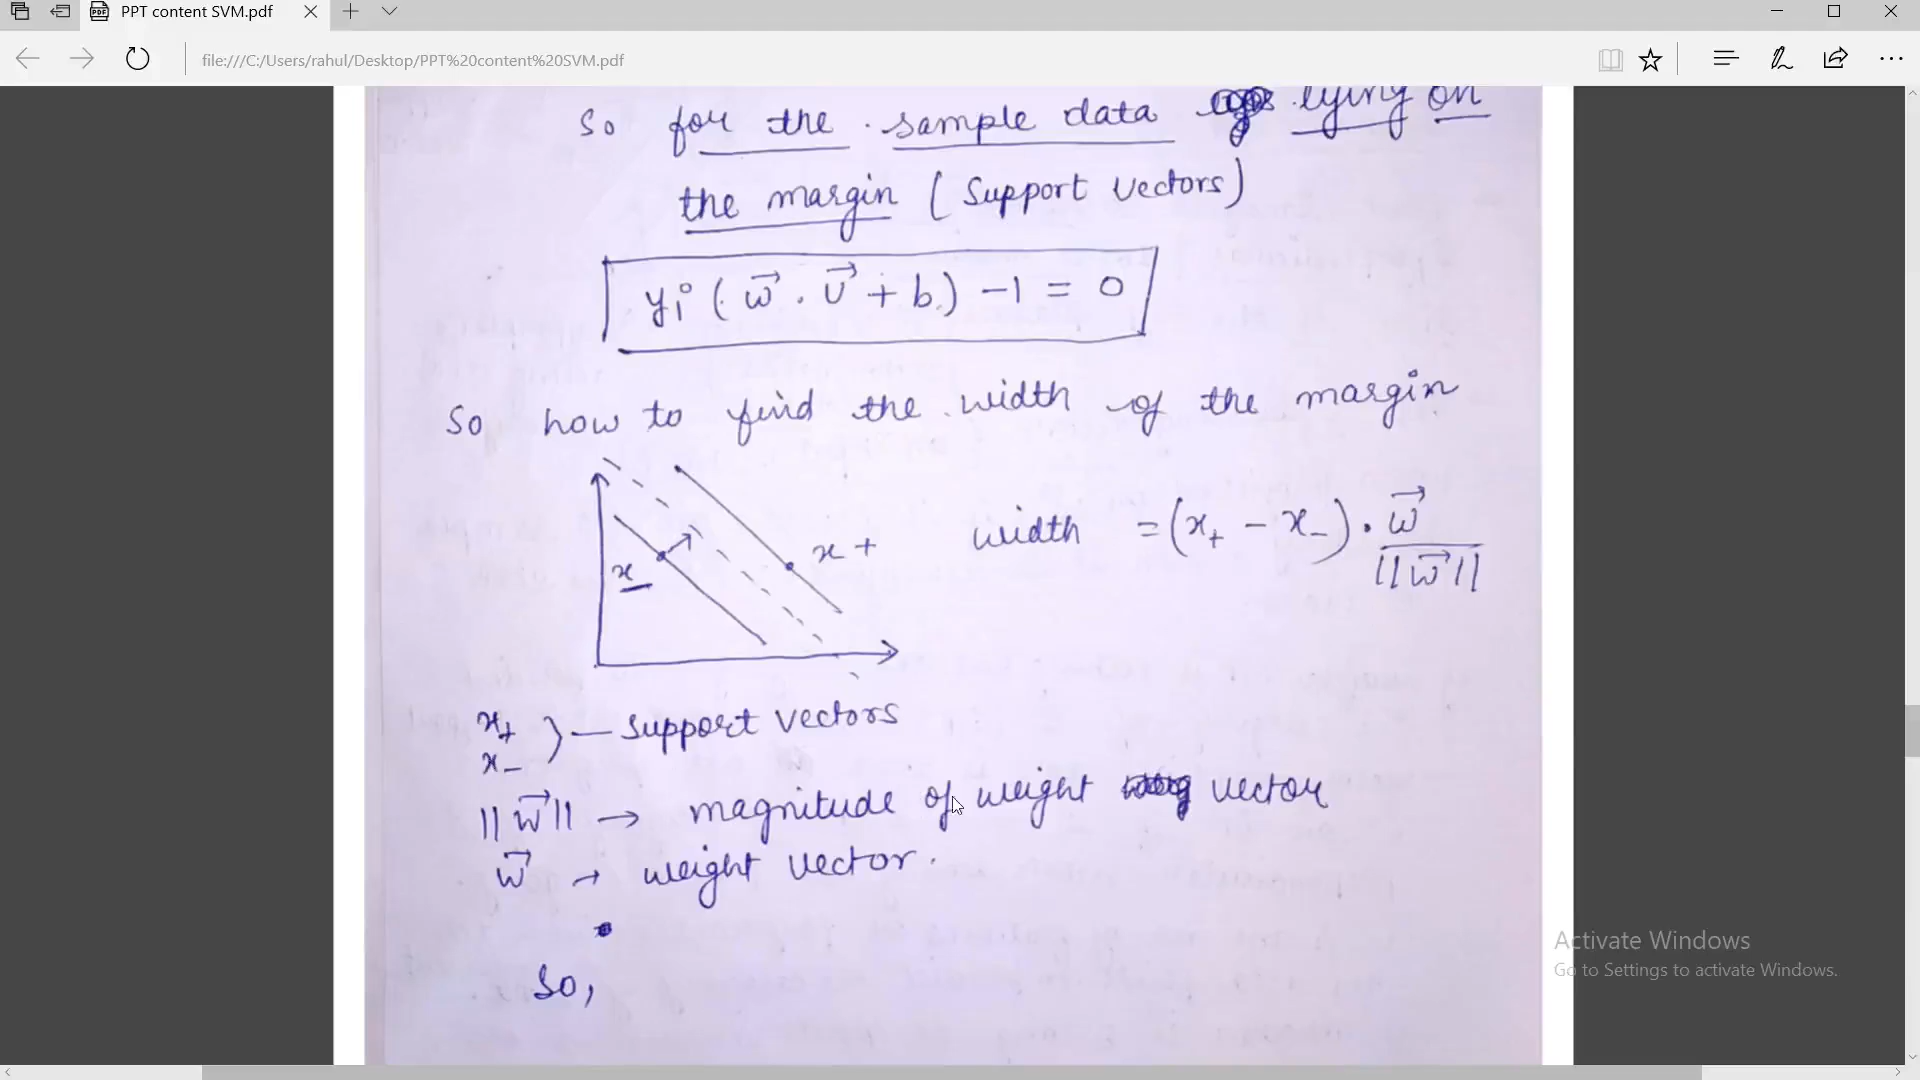 PPT content SVM.pdf
file:///C:/Users/rahul/Desktop/PPT%20content%20SVM.pdf
So for the sample data lying on
the margin (Support Vectors)
yi (w⃗ . u⃗ + b) -1 = 0
So how to find the width of the margin
x +
x_
width = (x₊ - x₋) . w⃗
||w⃗||
x₊
x₋ } — Support Vectors
||w⃗|| → magnitude of weight vector
w⃗ → weight vector.
So,
Activate Windows
Go to Settings to activate Windows.